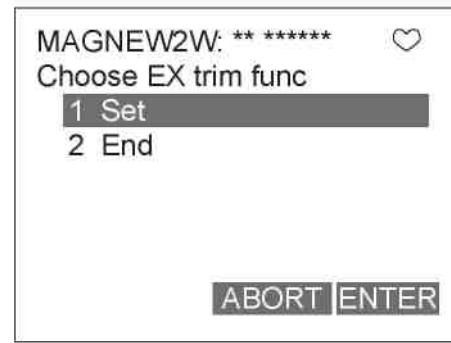 MAGNEW2W: ** ******
Choose EX trim func
1 Set
2 End
ABORT ENTER